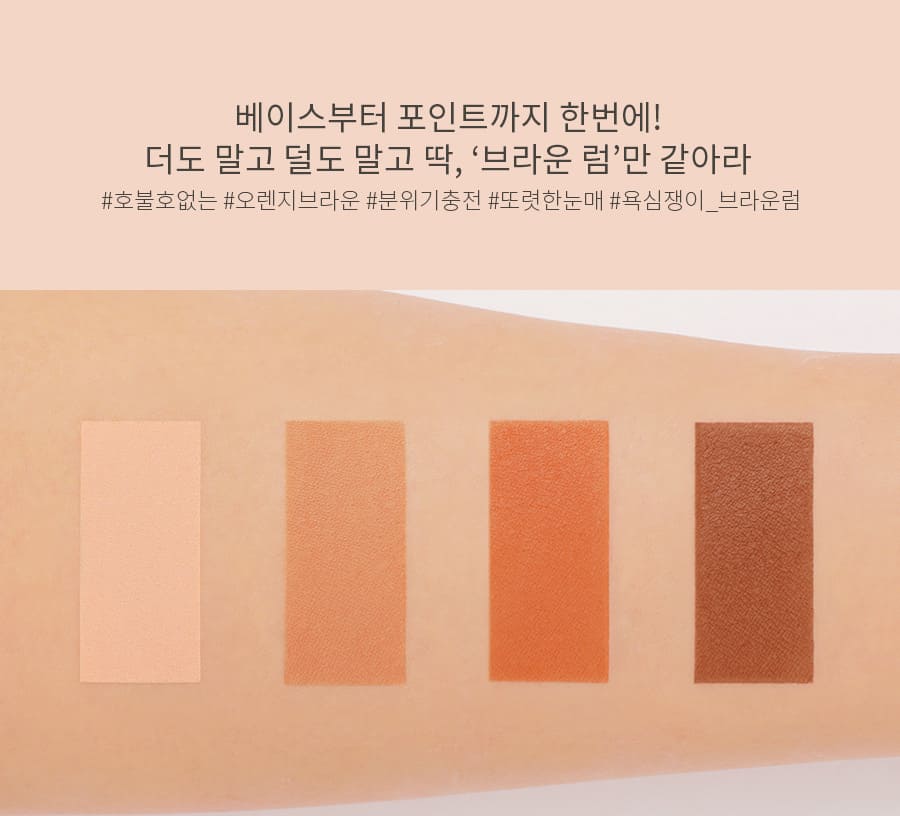 베이스부터 포인트까지 한번에!
더도 말고 덜도 말고 딱, ‘브라운 럼’만 같아라
#호불호없는 #오렌지브라운 #분위기충전 #또렷한눈매 #욕심쟁이_브라운럼